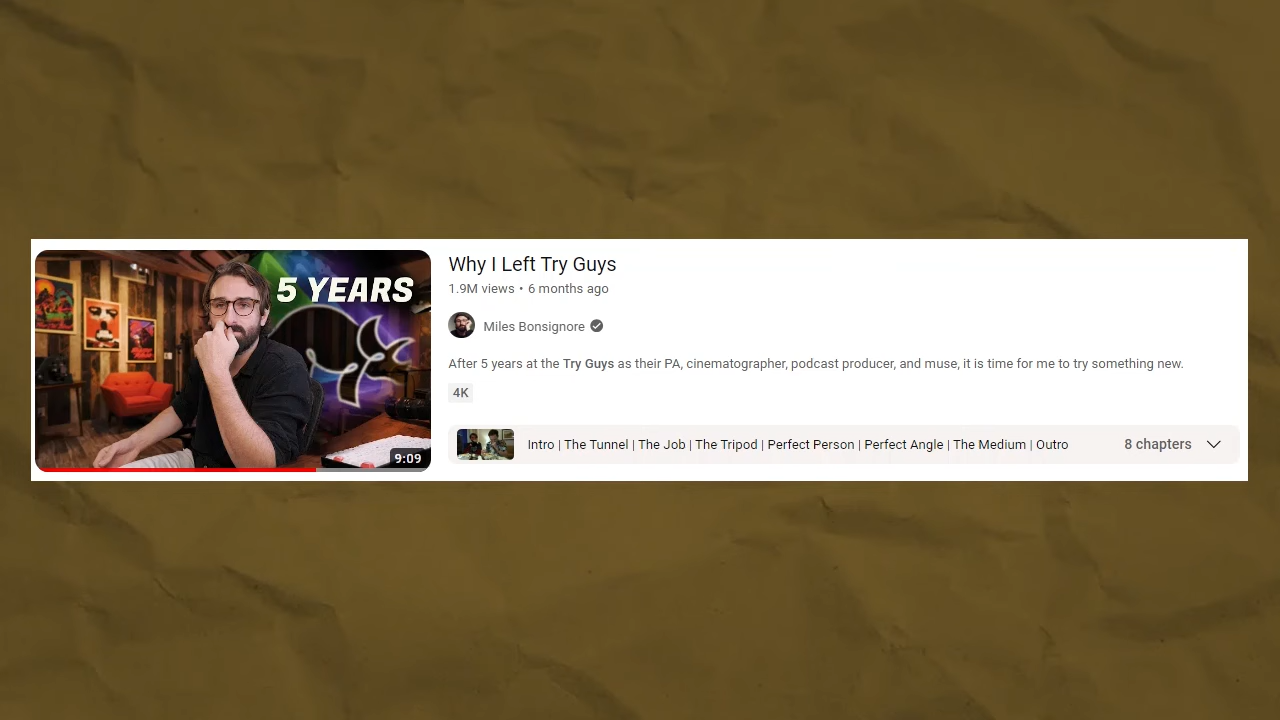 5 YEARS
9:09
Why I Left Try Guys
1.9M views • 6 months ago
Miles Bonsignore
After 5 years at the Try Guys as their PA, cinematographer, podcast producer, and muse, it is time for me to try something new.
4K
Intro | The Tunnel | The Job | The Tripod | Perfect Person | Perfect Angle | The Medium | Outro
8 chapters